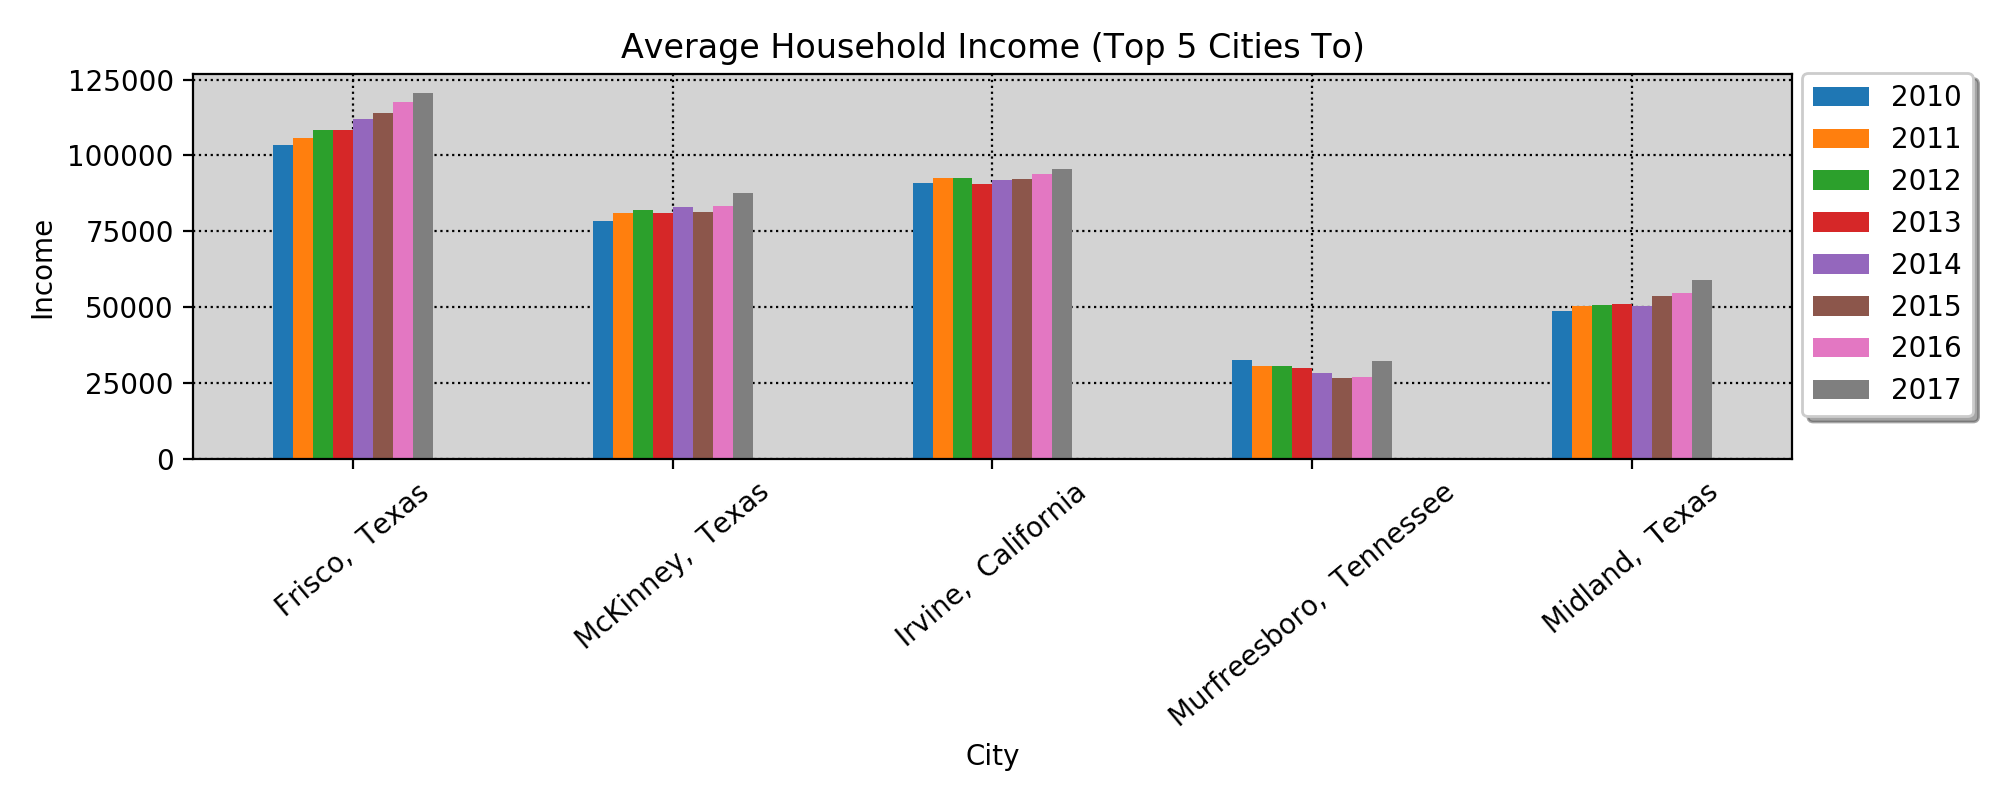 Average Household Income (Top 5 Cities To)
125000
100000
75000
50000
25000
0
Income
2010
2011
2012
2013
2014
2015
2016
2017
Frisco, Texas
McKinney, Texas
Irvine, California
Murfreesboro, Tennessee
Midland, Texas
City